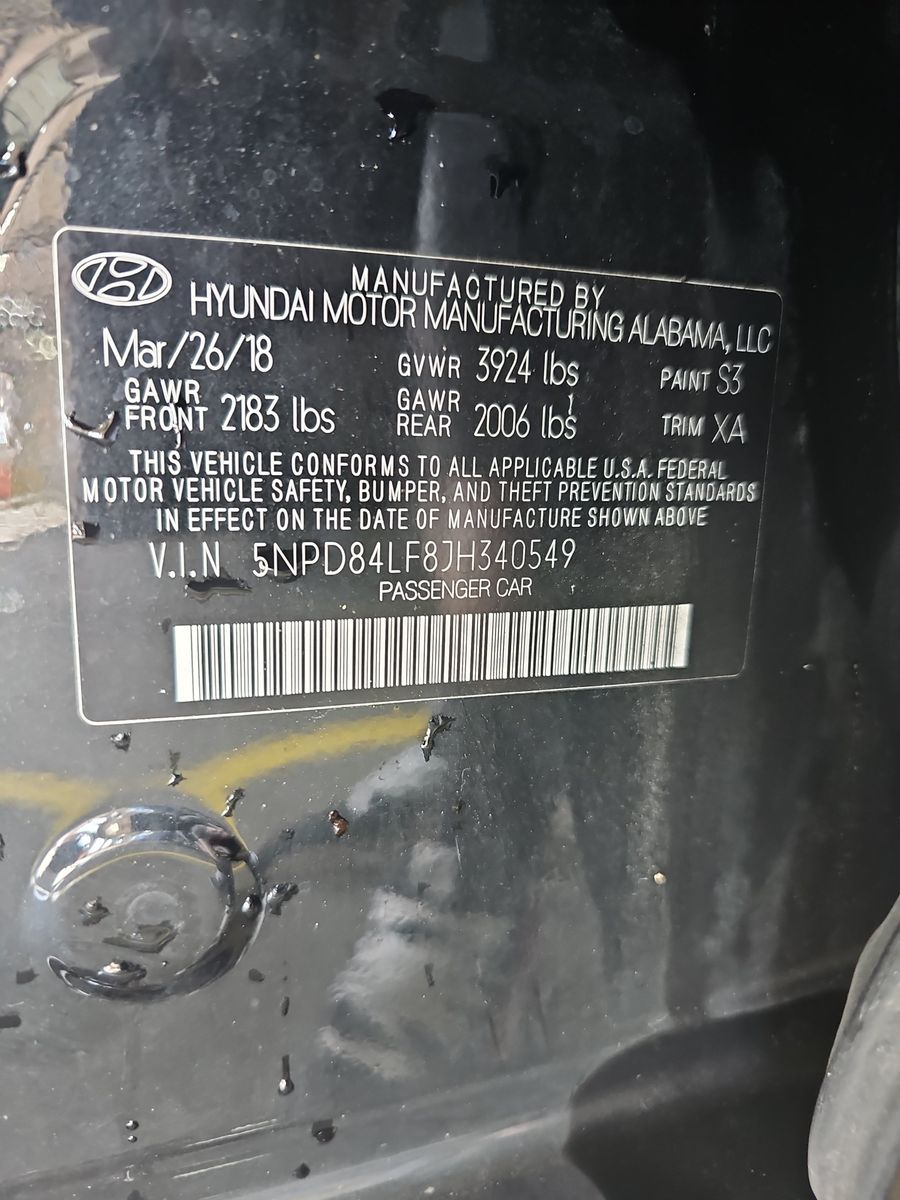 MANUFACTURED BY
HYUNDAI MOTOR MANUFACTURING ALABAMA, LLC
Mar/26/18 GVWR 3924 lbs PAINT S3
GAWR FRONT 2183 lbs GAWR REAR 2006 lbs TRIM XA
THIS VEHICLE CONFORMS TO ALL APPLICABLE U.S.A. FEDERAL
MOTOR VEHICLE SAFETY, BUMPER, AND THEFT PREVENTION STANDARDS
IN EFFECT ON THE DATE OF MANUFACTURE SHOWN ABOVE
V.I.N 5NPD84LF8JH340549
PASSENGER CAR